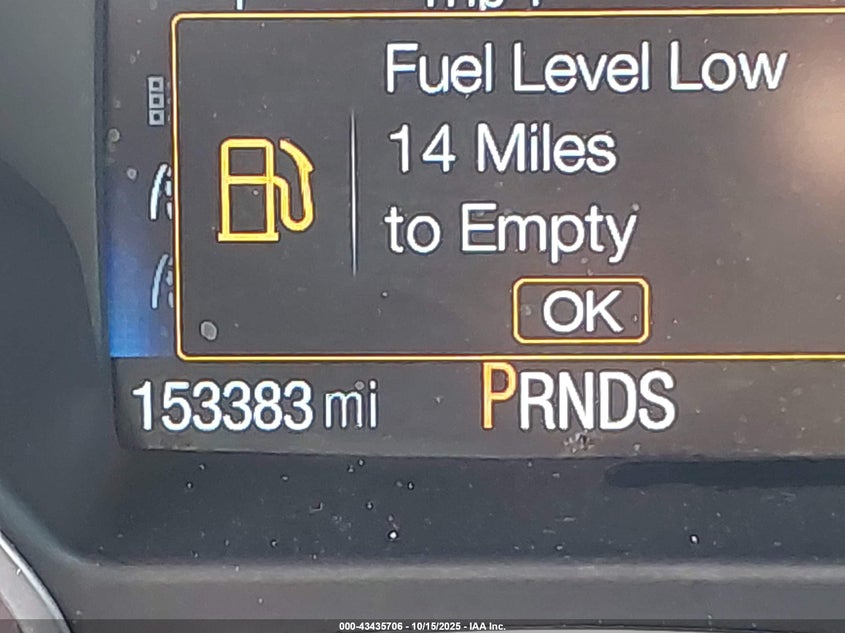 Fuel Level Low
14 Miles
to Empty
OK
153383 mi
PRNDS
000-43435706 - 10/15/2025 - IAA Inc.